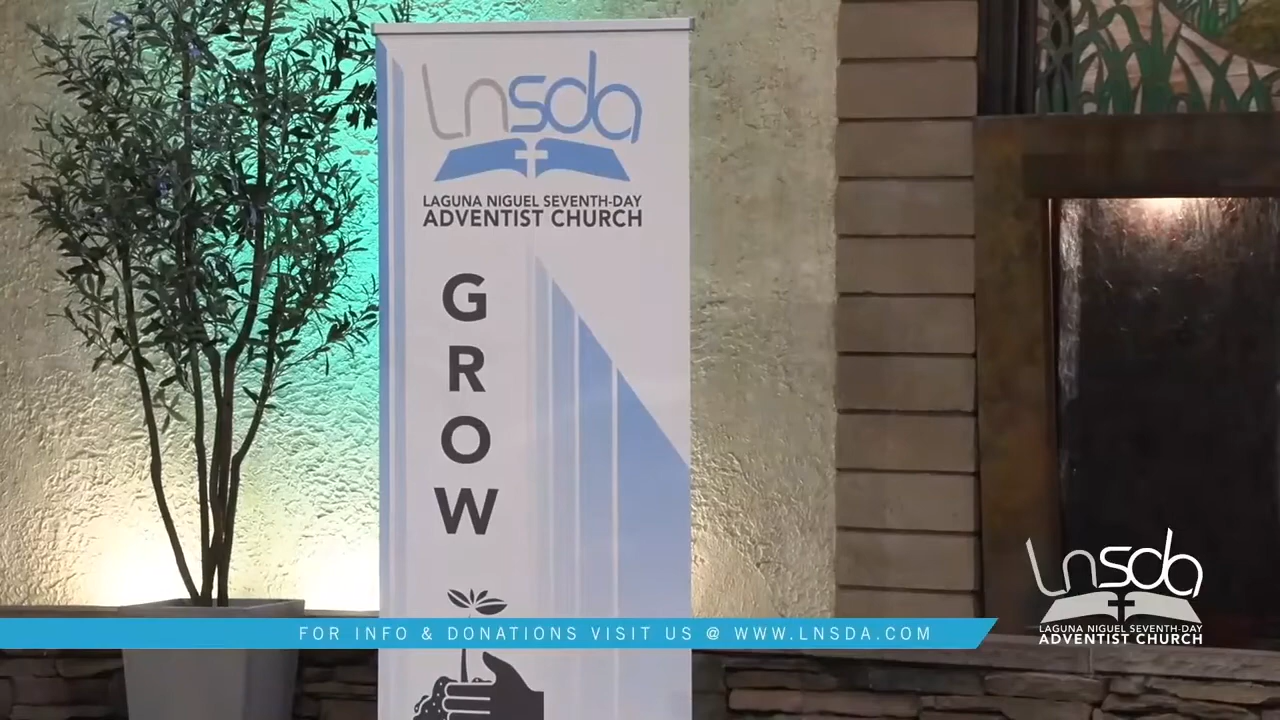 Lnsda
LAGUNA NIGUEL SEVENTH-DAY
ADVENTIST CHURCH
G
R
O
W
FOR INFO & DONATIONS VISIT US @ WWW.LNSDA.COM
Lnsda
LAGUNA NIGUEL SEVENTH-DAY
ADVENTIST CHURCH